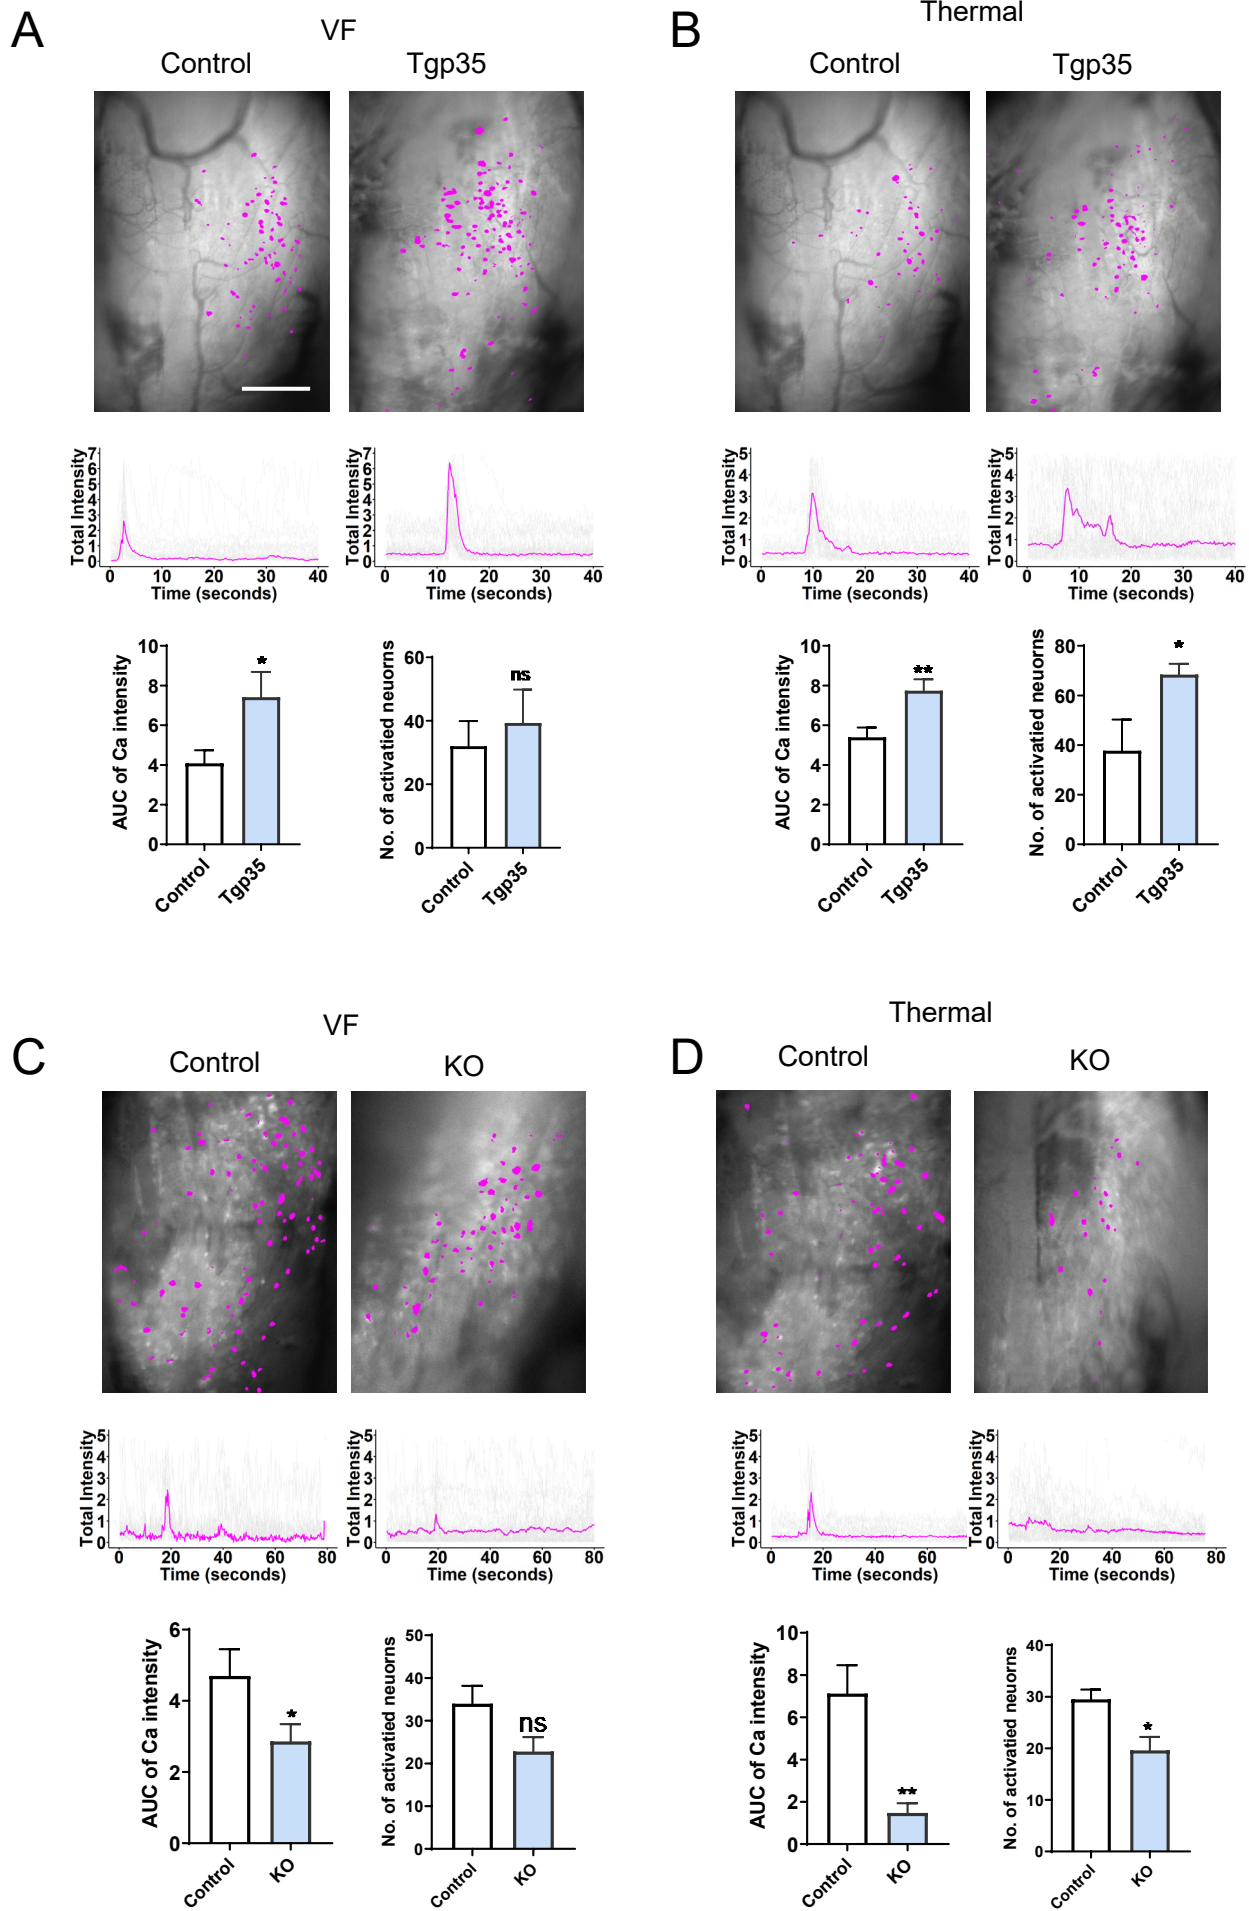 A
VF
Control
Tgp35
B
Thermal
Control
Tgp35
Total Intensity
7
6
5
4
3
2
1
0
0 10 20 30 40
Time (seconds)
Total Intensity
7
6
5
4
3
2
1
0
0 10 20 30 40
Time (seconds)
Total Intensity
5
4
3
2
1
0
0 10 20 30 40
Time (seconds)
Total Intensity
5
4
3
2
1
0
0 10 20 30 40
Time (seconds)
AUC of Ca intensity
10
8
6
4
2
0
*
Control
Tgp35
No. of activatied neuorns
60
40
20
0
ns
Control
Tgp35
AUC of Ca intensity
10
8
6
4
2
0
**
Control
Tgp35
No. of activatied neuorns
80
60
40
20
0
*
Control
Tgp35
C
VF
Control
KO
D
Thermal
Control
KO
Total Intensity
5
4
3
2
1
0
0 20 40 60 80
Time (seconds)
Total Intensity
5
4
3
2
1
0
0 20 40 60 80
Time (seconds)
Total Intensity
5
4
3
2
1
0
0 20 40 60
Time (seconds)
Total Intensity
5
4
3
2
1
0
0 20 40 60 80
Time (seconds)
AUC of Ca intensity
6
4
2
0
*
Control
KO
No. of activatied neuorns
50
40
30
20
10
0
ns
Control
KO
AUC of Ca intensity
10
8
6
4
2
0
**
Control
KO
No. of activatied neuorns
40
30
20
10
0
*
Control
KO